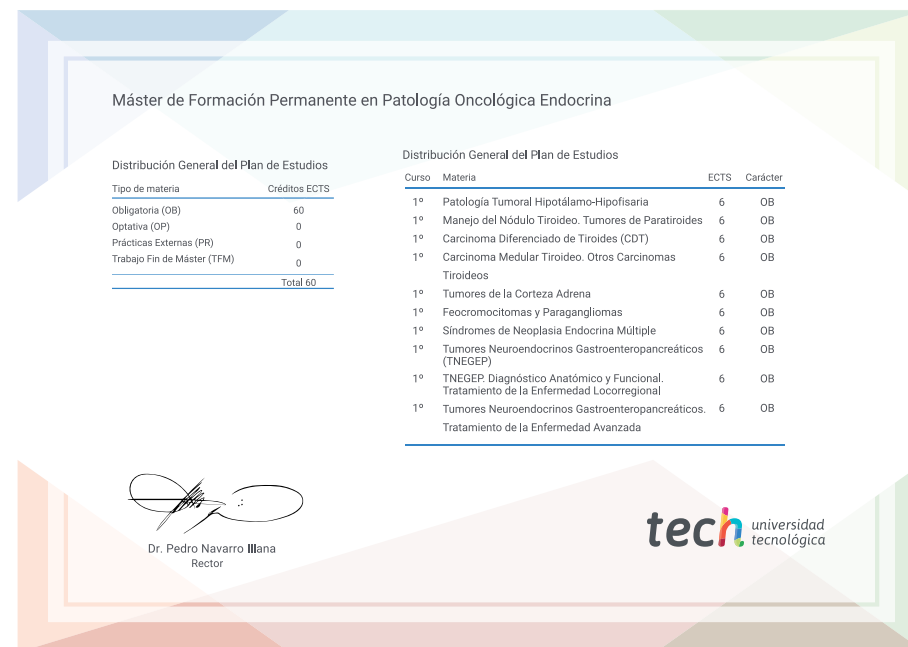 Máster de Formación Permanente en Patología Oncológica Endocrina
Distribución General del Plan de Estudios
Tipo de materia Créditos ECTS
Obligatoria (OB) 60
Optativa (OP) 0
Prácticas Externas (PR) 0
Trabajo Fin de Máster (TFM) 0
Total 60
Distribución General del Plan de Estudios
Curso Materia ECTS Carácter
1º Patología Tumoral Hipotálamo-Hipofisaria 6 OB
1º Manejo del Nódulo Tiroideo. Tumores de Paratiroides 6 OB
1º Carcinoma Diferenciado de Tiroides (CDT) 6 OB
1º Carcinoma Medular Tiroideo. Otros Carcinomas 6 OB
Tiroideos
1º Tumores de la Corteza Adrena 6 OB
1º Feocromocitomas y Paragangliomas 6 OB
1º Síndromes de Neoplasia Endocrina Múltiple 6 OB
1º Tumores Neuroendocrinos Gastroenteropancreáticos 6 OB
(TNEGEP)
1º TNEGEP. Diagnóstico Anatómico y Funcional. 6 OB
Tratamiento de la Enfermedad Locorregional
1º Tumores Neuroendocrinos Gastroenteropancreáticos. 6 OB
Tratamiento de la Enfermedad Avanzada
Dr. Pedro Navarro Illana
Rector
tech universidad
tecnológica